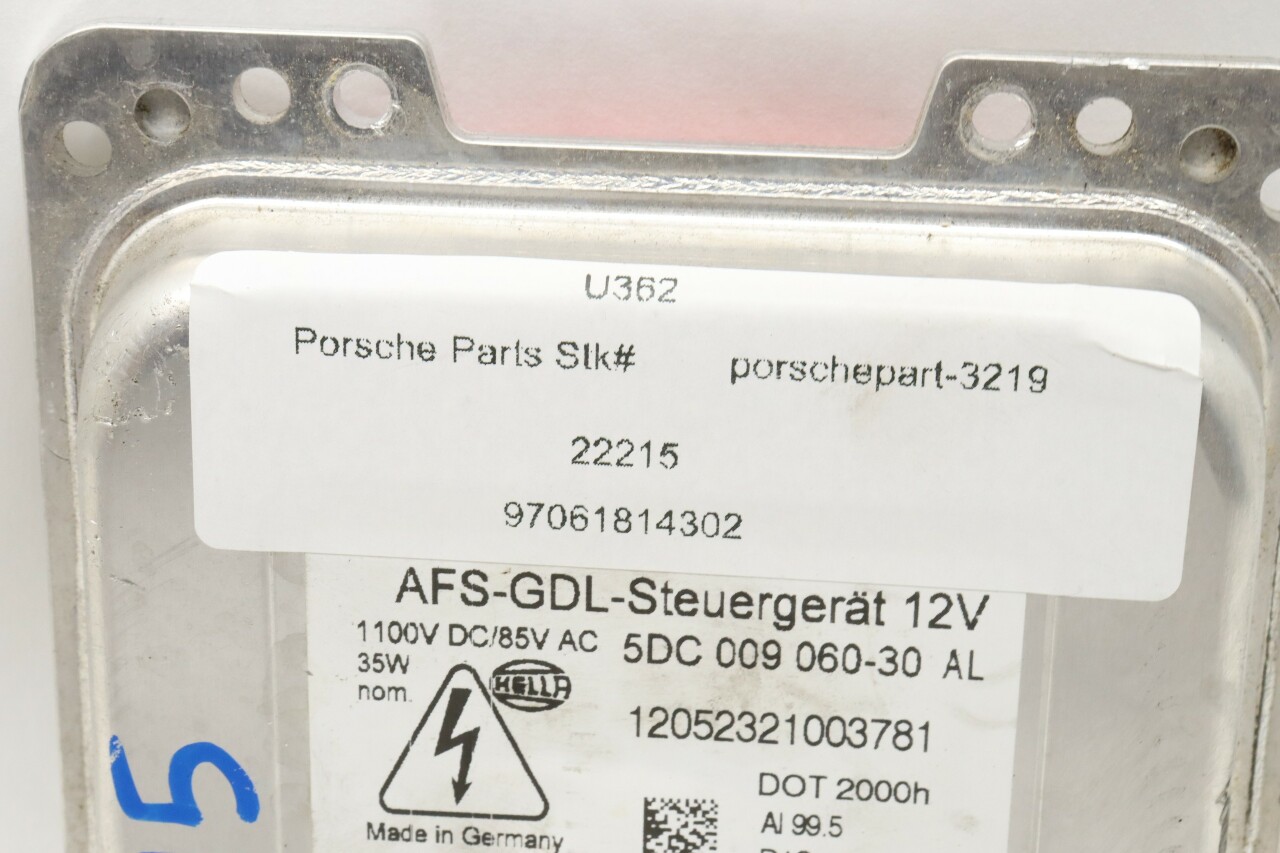 U362
Porsche Parts Stk# porschepart-3219
22215
97061814302
AFS-GDL-Steuergerät 12V
1100V DC/85V AC 5DC 009 060-30 AL
35W
nom.
HELLA
12052321003781
DOT 2000h
Al 99.5
Made in Germany
5